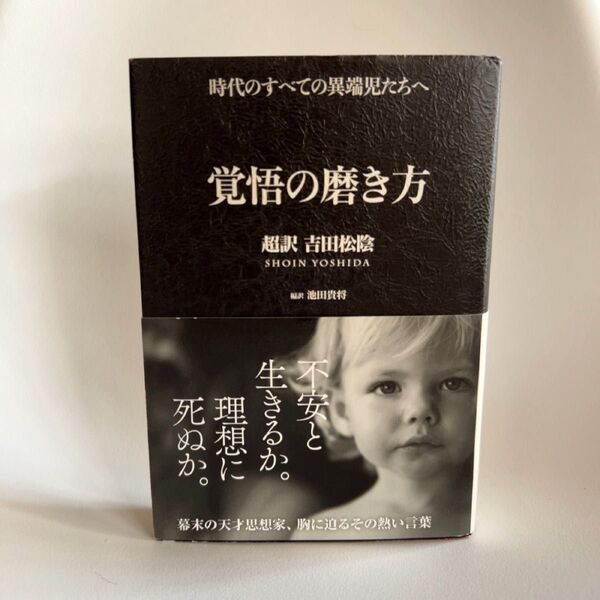 時代のすべての異端児たちへ
覚悟の磨き方
超訳 吉田松陰
SHOIN YOSHIDA
編訳 池田貴将
不安と
生きるか。
理想に
死ぬか。
幕末の天才思想家、胸に迫るその熱い言葉